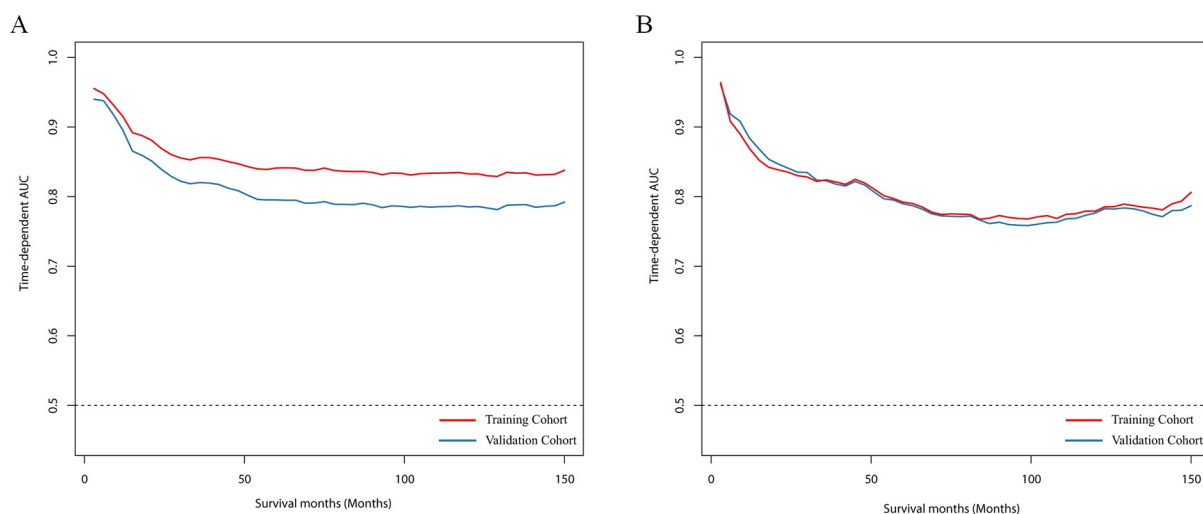 A
Time-dependent AUC
1.0
0.9
0.8
0.7
0.6
0.5
Training Cohort
Validation Cohort
0
50
100
150
Survival months (Months)
B
Time-dependent AUC
1.0
0.9
0.8
0.7
0.6
0.5
Training Cohort
Validation Cohort
0
50
100
150
Survival months (Months)